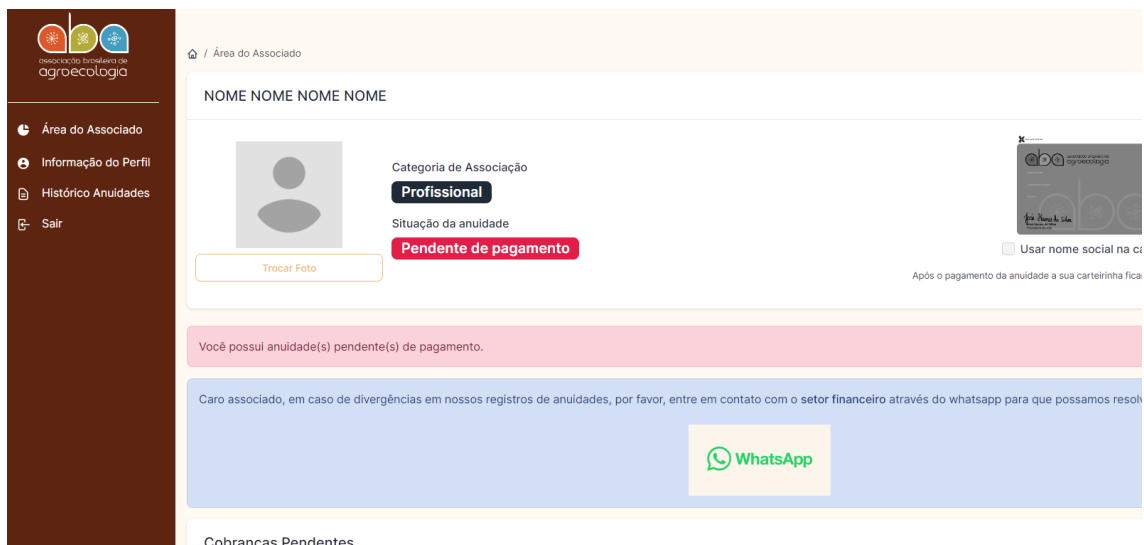 aba
associação brasileira de
agroecologia
Área do Associado
Informação do Perfil
Histórico Anuidades
Sair
/ Área do Associado
NOME NOME NOME NOME
Trocar Foto
Categoria de Associação
Profissional
Situação da anuidade
Pendente de pagamento
aba
agroecologia
Usar nome social na ca
Após o pagamento da anuidade a sua carteirinha fica
Você possui anuidade(s) pendente(s) de pagamento.
Caro associado, em caso de divergências em nossos registros de anuidades, por favor, entre em contato com o setor financeiro através do whatsapp para que possamos resolv
WhatsApp
Cobranças Pendentes